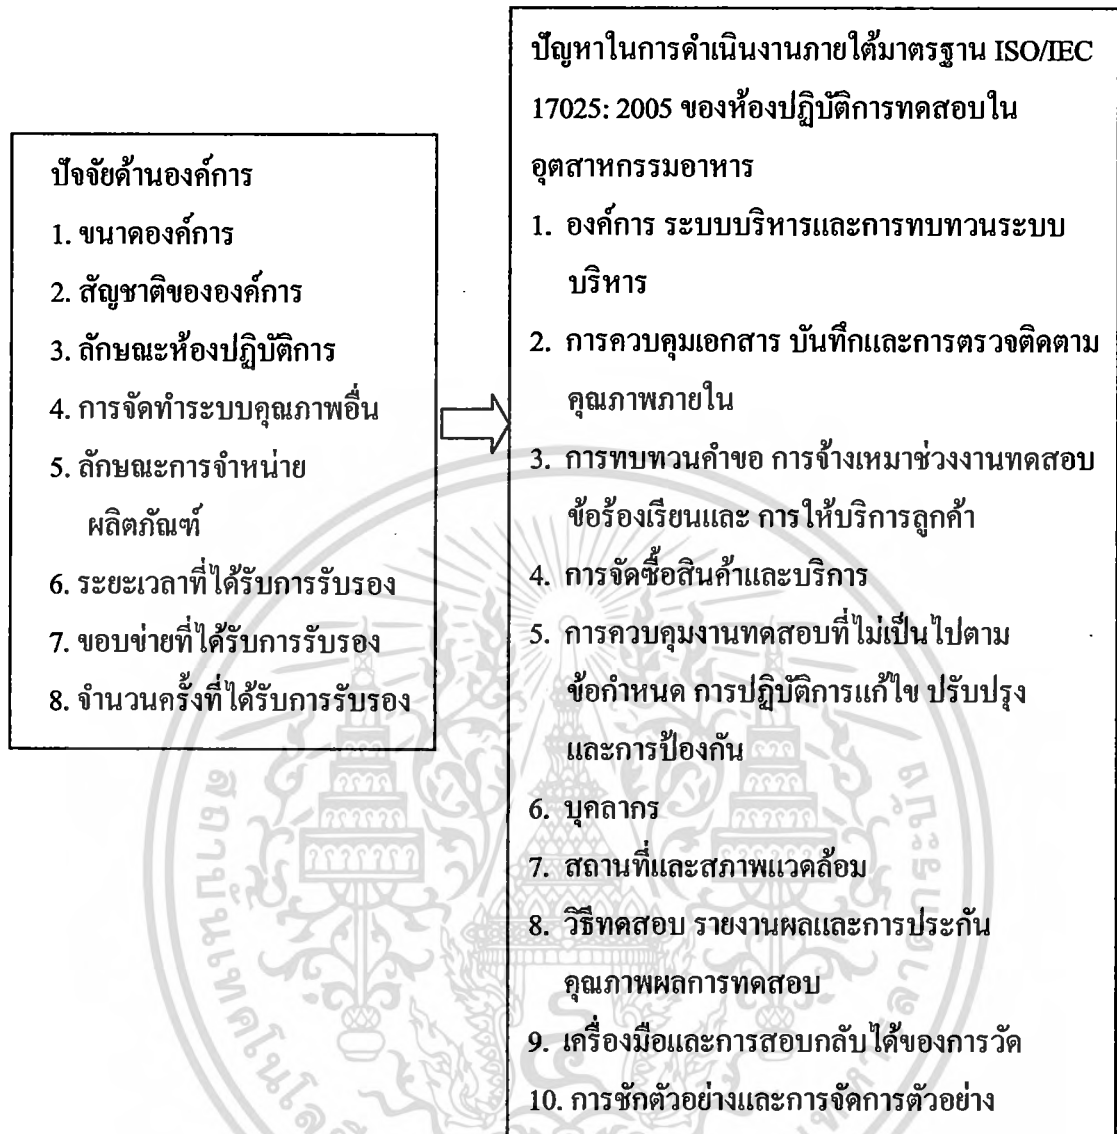 ปัจจัยด้านองค์การ
1. ขนาดองค์การ
2. สัญชาติขององค์การ
3. ลักษณะห้องปฏิบัติการ
4. การจัดทำระบบคุณภาพอื่น
5. ลักษณะการจำหน่าย
ผลิตภัณฑ์
6. ระยะเวลาที่ได้รับการรับรอง
7. ขอบข่ายที่ได้รับการรับรอง
8. จำนวนครั้งที่ได้รับการรับรอง
ปัญหาในการดำเนินงานภายใต้มาตรฐาน ISO/IEC
17025: 2005 ของห้องปฏิบัติการทดสอบใน
อุตสาหกรรมอาหาร
1. องค์การ ระบบบริหารและการทบทวนระบบ
บริหาร
2. การควบคุมเอกสาร บันทึกและการตรวจติดตาม
คุณภาพภายใน
3. การทบทวนคำขอ การจ้างเหมาช่วงงานทดสอบ
ข้อร้องเรียนและ การให้บริการลูกค้า
4. การจัดซื้อสินค้าและบริการ
5. การควบคุมงานทดสอบที่ไม่เป็นไปตาม
ข้อกำหนด การปฏิบัติการแก้ไข ปรับปรุง
และการป้องกัน
6. บุคลากร
7. สถานที่และสภาพแวดล้อม
8. วิธีทดสอบ รายงานผลและการประกัน
คุณภาพผลการทดสอบ
9. เครื่องมือและการสอบกลับได้ของการวัด
10. การชักตัวอย่างและการจัดการตัวอย่าง